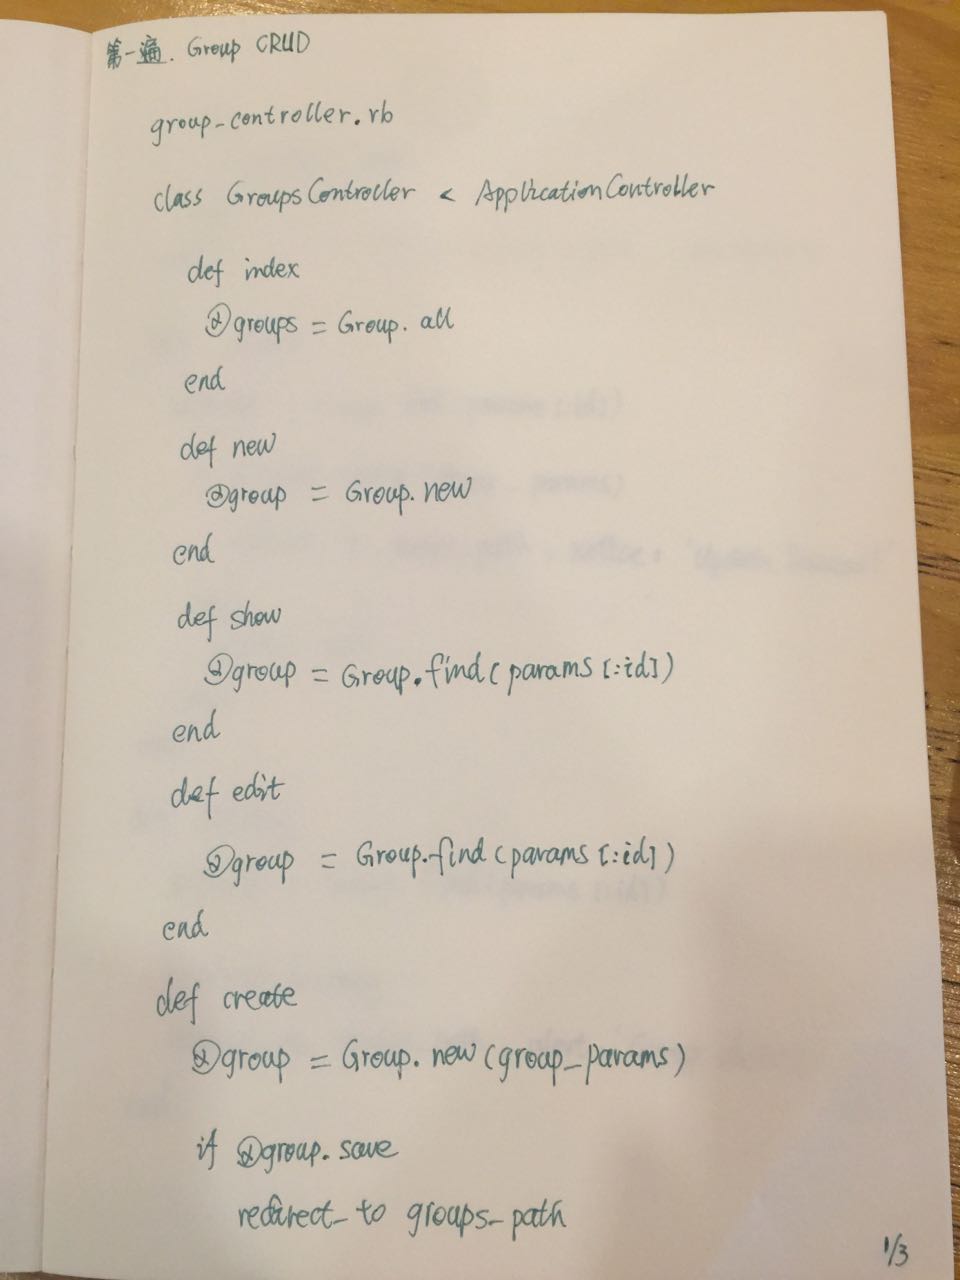 第一遍. Group CRUD
group_controller.rb
class GroupsController < ApplicationController
def index
@groups = Group.all
end
def new
@group = Group.new
end
def show
@group = Group.find(params[:id])
end
def edit
@group = Group.find(params[:id])
end
def create
@group = Group.new(group_params)
if @group.save
redirect_to groups_path
1/3